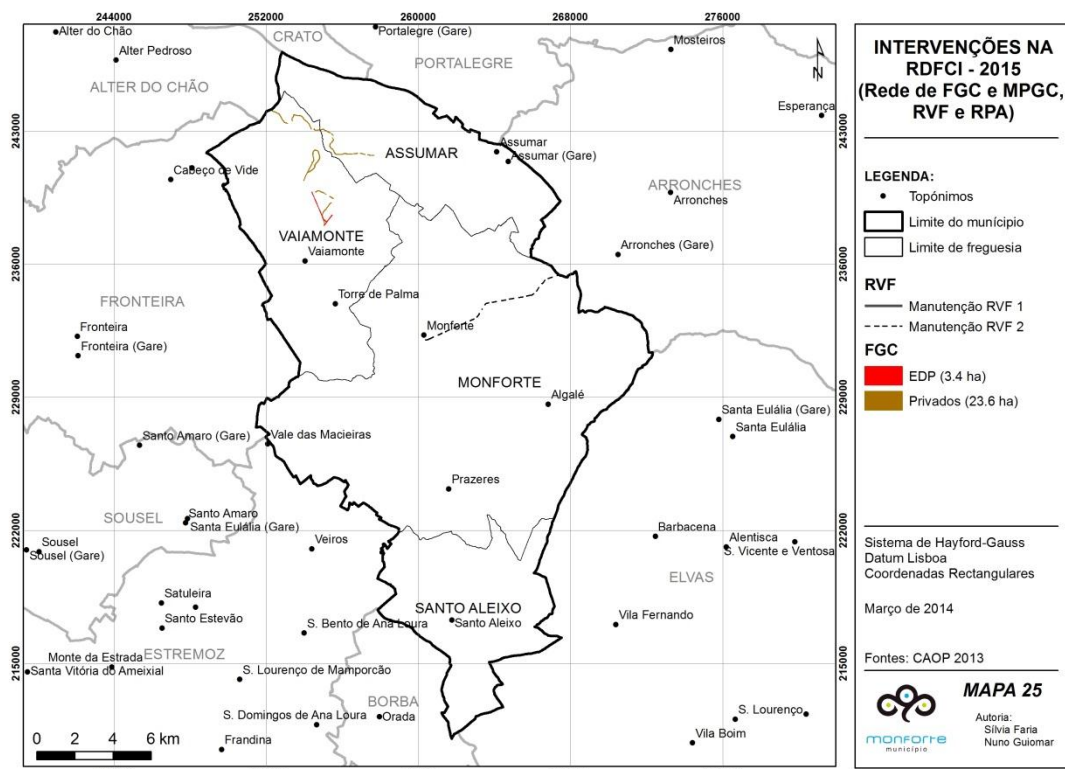 244000
252000
260000
268000
276000
Alter do Chão
CRATO
Portalegre (Gare)
Mosteiros
Alter Pedroso
PORTALEGRE
N
ALTER DO CHÃO
Esperança
243000
243000
Assumar
ASSUMAR
Assumar (Gare)
Cabeço de Vide
ARRONCHES
Arronches
VAIAMONTE
Vaiamonte
Arronches (Gare)
236000
236000
FRONTEIRA
Torre de Palma
Fronteira
Monforte
Fronteira (Gare)
MONFORTE
229000
229000
Algalé
Santa Eulália (Gare)
Santa Eulália
Santo Amaro (Gare)
Vale das Macieiras
Prazeres
SOUSEL
Santo Amaro
Santa Eulália (Gare)
222000
222000
Sousel
Sousel (Gare)
Veiros
Barbacena
Alentisca
S. Vicente e Ventosa
ELVAS
Satuleira
Santo Estevão
SANTO ALEIXO
Santo Aleixo
Vila Fernando
S. Bento de Ana Loura
215000
215000
Monte da Estrada
ESTREMOZ
Santa Vitória do Ameixial
S. Lourenço de Mamporcão
BORBA
Orada
S. Lourenço
S. Domingos de Ana Loura
Frandina
Vila Boim
0 2 4 6 km
INTERVENÇÕES NA
RDFCI - 2015
(Rede de FGC e MPGC,
RVF e RPA)
LEGENDA:
Topónimos
Limite do munícipio
Limite de freguesia
RVF
Manutenção RVF 1
Manutenção RVF 2
FGC
EDP (3.4 ha)
Privados (23.6 ha)
Sistema de Hayford-Gauss
Datum Lisboa
Coordenadas Rectangulares
Março de 2014
Fontes: CAOP 2013
monforte
município
MAPA 25
Autoria:
Sílvia Faria
Nuno Guiomar